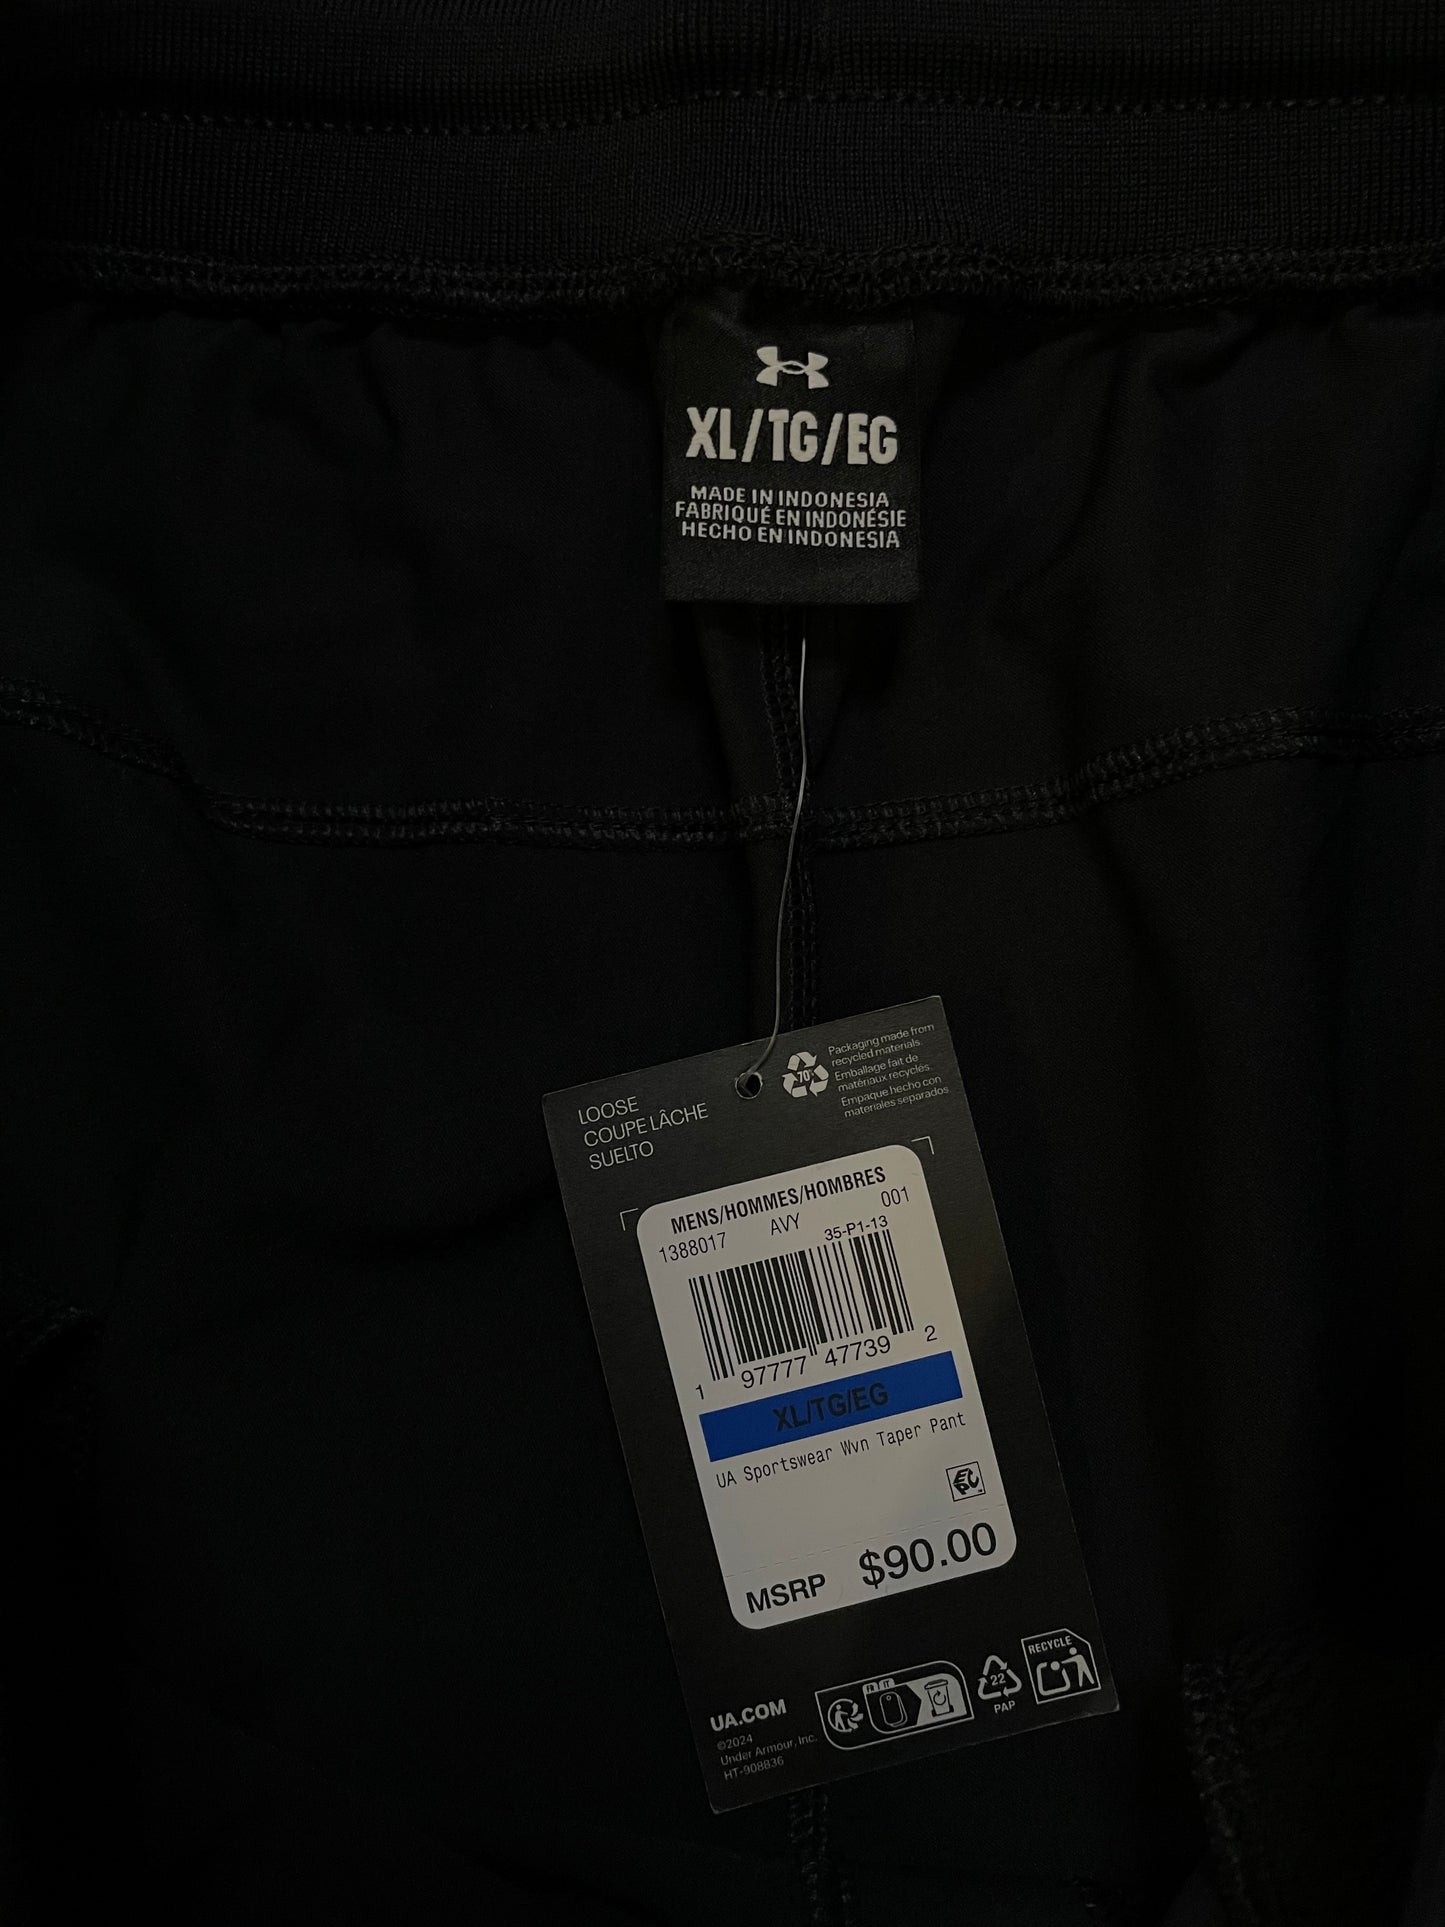 XL/TG/EG
MADE IN INDONESIA
FABRIQUÉ EN INDONÉSIE
HECHO EN INDONESIA
LOOSE
COUPE LÂCHE
SUELTO
70%
Packaging made from
recycled materials.
Emballage fait de
matériaux recyclés.
Empaque hecho con
materiales separados
MENS/HOMMES/HOMBRES
1388017 AVY 001
35-P1-13
1 97777 47739 2
XL/TG/EG
UA Sportswear Wvn Taper Pant
EPC
MSRP $90.00
UA.COM
©2024
Under Armour, Inc.
HT-908836
FR IT
22
PAP
RECYCLE